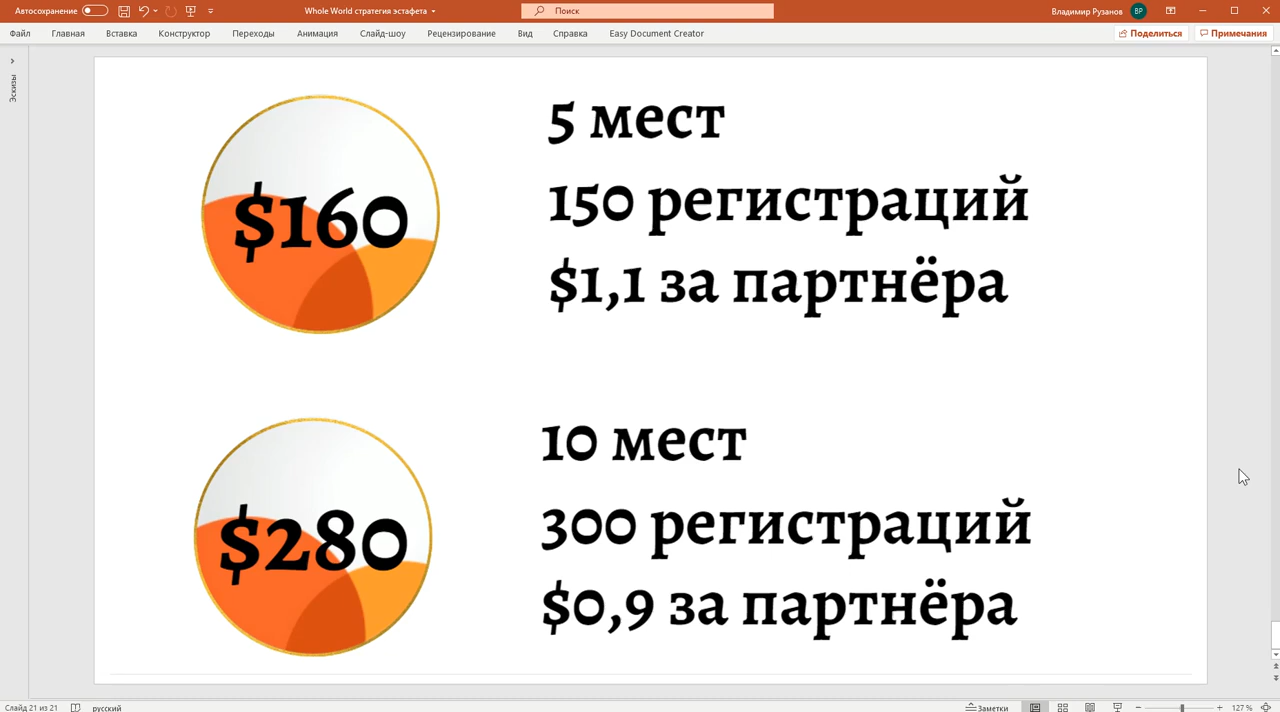 Автосохранение
Whole World стратегия эстафета
Поиск
Владимир Рузанов
ВР
Файл
Главная
Вставка
Конструктор
Переходы
Анимация
Слайд-шоу
Рецензирование
Вид
Справка
Easy Document Creator
Поделиться
Примечания
Эскизы
$160
5 мест
150 регистраций
$1,1 за партнёра
$280
10 мест
300 регистраций
$0,9 за партнёра
Слайд 21 из 21
русский
Заметки
127 %